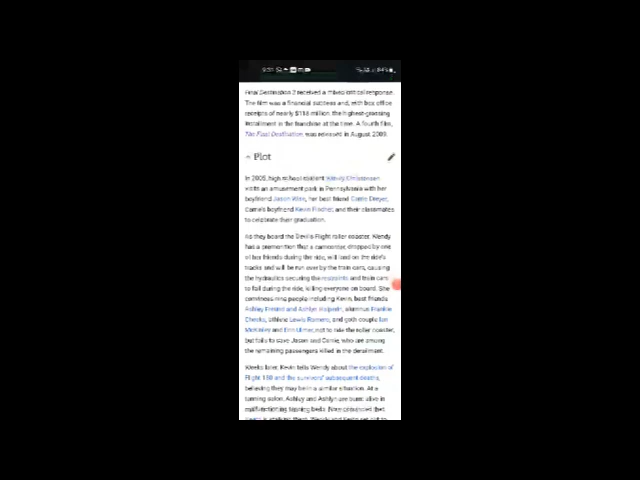 Final Destination 3 received a mixed critical response.
The film was a financial success and, with box office
receipts of nearly $118 million, the highest-grossing
installment in the franchise at the time. A fourth film,
The Final Destination, was released in August 2009.
Plot
In 2005, high school student Wendy Christensen
visits an amusement park in Pennsylvania with her
boyfriend Jason Wise, her best friend Carrie Dreyer,
Carrie's boyfriend Kevin Fischer, and their classmates
to celebrate their graduation.
As they board the Devil's Flight roller coaster, Wendy
has a premonition that a camcorder, dropped by one
of her friends during the ride, will land on the ride's
tracks and will be run over by the train cars, causing
the hydraulics securing the restraints and train cars
to fail during the ride, killing everyone on board. She
convinces nine people including Kevin, best friends
Ashley Freund and Ashlyn Halperin, alumnus Frankie
Cheeks, athlete Lewis Romero, and goth couple Ian
McKinley and Erin Ulmer, not to ride the roller coaster,
but fails to save Jason and Carrie, who are among
the remaining passengers killed in the derailment.
Weeks later, Kevin tells Wendy about the explosion of
Flight 180 and the survivors' subsequent deaths,
believing they may be in a similar situation. At a
tanning salon, Ashley and Ashlyn are burnt alive in
malfunctioning tanning beds. Now convinced that